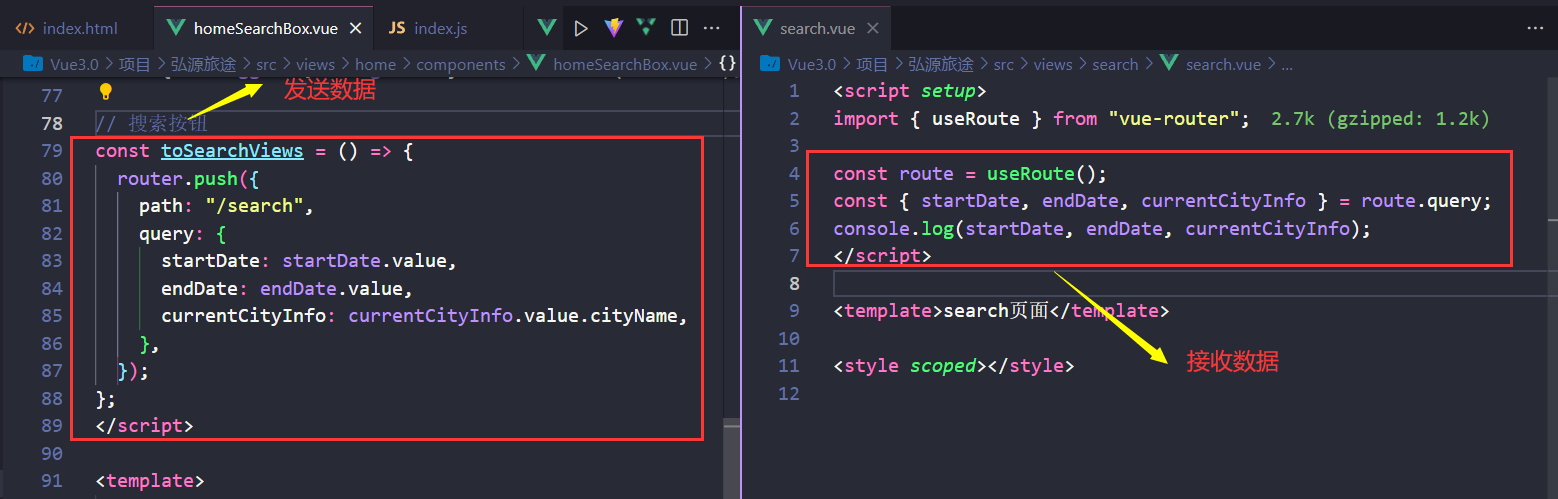 index.html
homeSearchBox.vue
JS index.js
Vue3.0 > 项目 > 弘源旅途 > src > views > home > components > homeSearchBox.vue > {}
发送数据
77
78 // 搜索按钮
79 const toSearchViews = () => {
80 router.push({
81 path: "/search",
82 query: {
83 startDate: startDate.value,
84 endDate: endDate.value,
85 currentCityInfo: currentCityInfo.value.cityName,
86 },
87 });
88 };
89 </script>
90
91 <template>
search.vue
Vue3.0 > 项目 > 弘源旅途 > src > views > search > search.vue > ...
1 <script setup>
2 import { useRoute } from "vue-router"; 2.7k (gzipped: 1.2k)
3
4 const route = useRoute();
5 const { startDate, endDate, currentCityInfo } = route.query;
6 console.log(startDate, endDate, currentCityInfo);
7 </script>
8
9 <template>search页面</template>
10
11 <style scoped></style>
12
接收数据